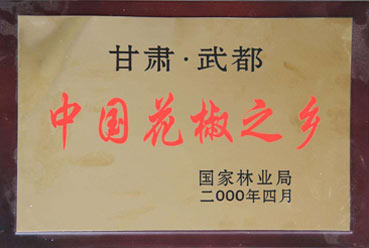 甘肃·武都
中国花椒之乡
国家林业局
二000年四月